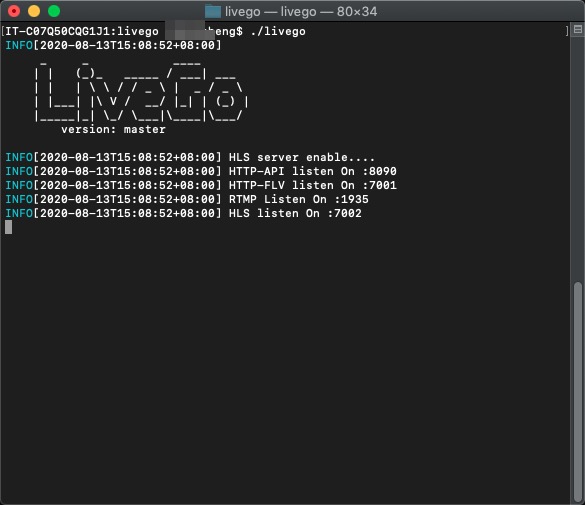 livego — livego — 80×34
IT-C07Q50CQG1J1:livego heng$ ./livego
INFO[2020-08-13T15:08:52+08:00]
LiveGo
version: master
INFO[2020-08-13T15:08:52+08:00] HLS server enable....
INFO[2020-08-13T15:08:52+08:00] HTTP-API listen On :8090
INFO[2020-08-13T15:08:52+08:00] HTTP-FLV listen On :7001
INFO[2020-08-13T15:08:52+08:00] RTMP Listen On :1935
INFO[2020-08-13T15:08:52+08:00] HLS listen On :7002